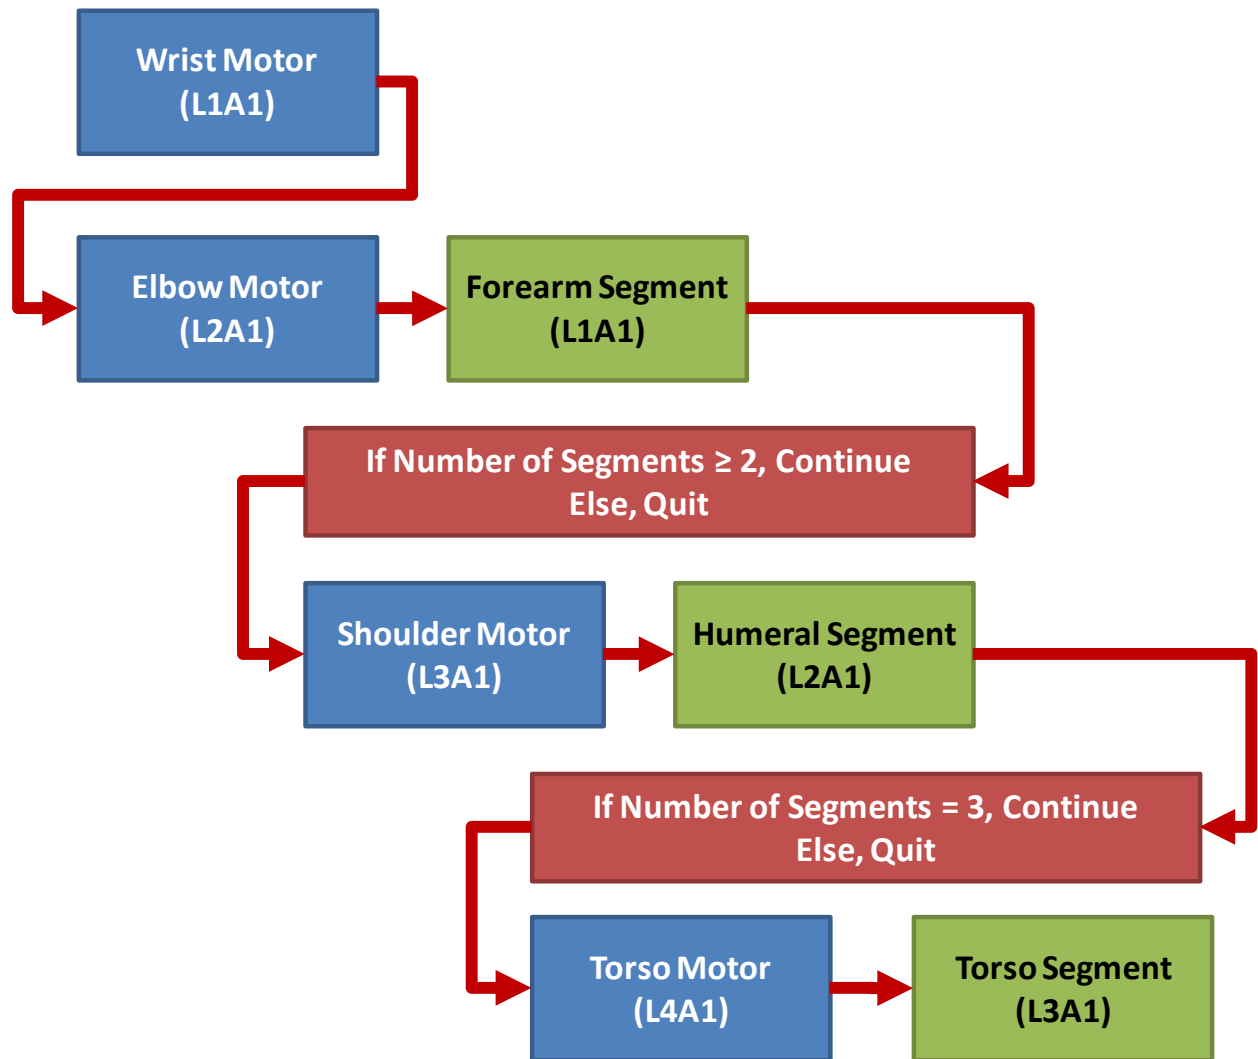 Wrist Motor
(L1A1)
Elbow Motor
(L2A1)
Forearm Segment
(L1A1)
If Number of Segments ≥ 2, Continue
Else, Quit
Shoulder Motor
(L3A1)
Humeral Segment
(L2A1)
If Number of Segments = 3, Continue
Else, Quit
Torso Motor
(L4A1)
Torso Segment
(L3A1)